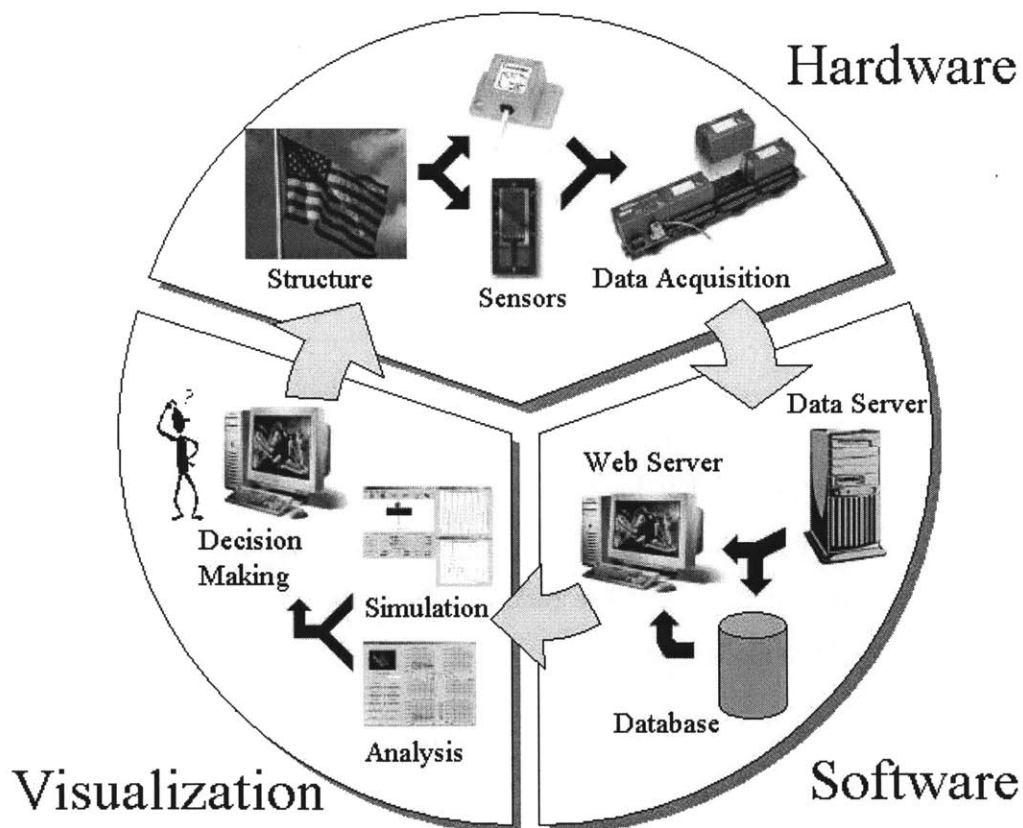 Hardware
Structure
Sensors
Data Acquisition
Data Server
Web Server
Database
Software
Decision
Making
?
Simulation
Analysis
Visualization